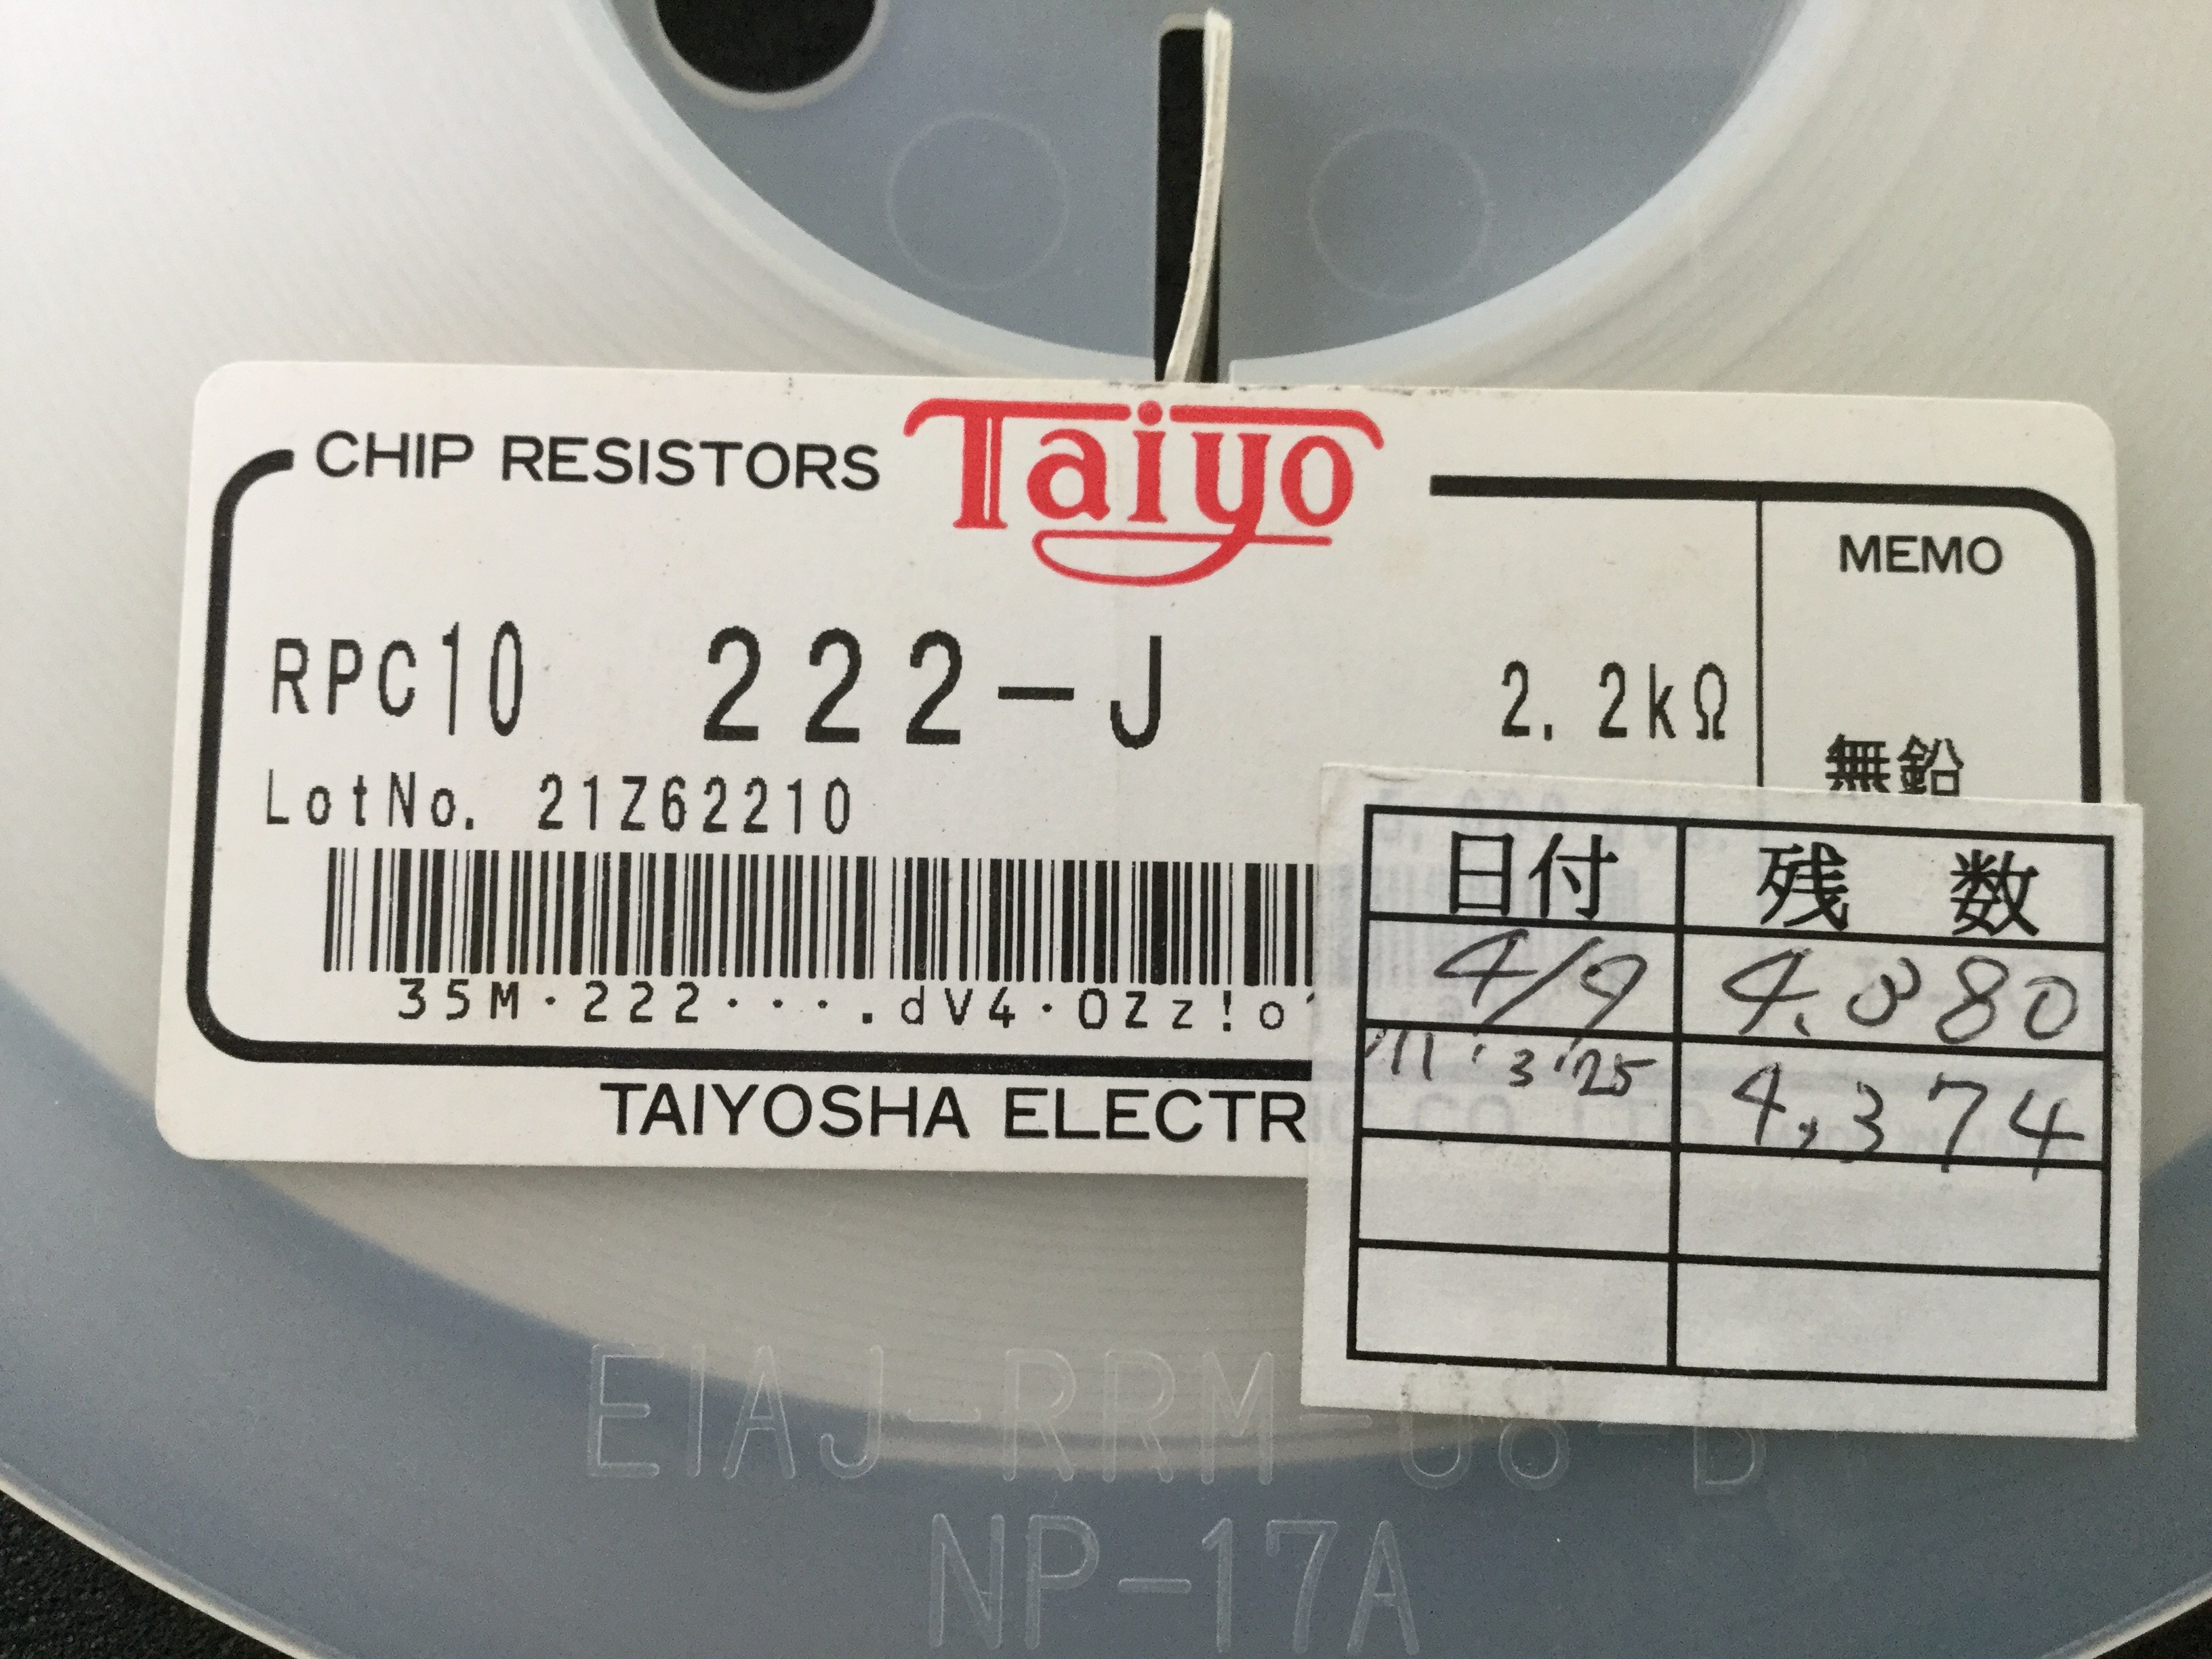 CHIP RESISTORS Taiyo
MEMO
RPC10 222-J 2.2kΩ
無鉛
LotNo. 21Z62210
35M·222···.dV4·0Zz!o
TAIYOSHA ELECTR
日付 残数
4/9 4,880
'11'3'25 4,374
EIAJ-RRM-08-B
NP-17A